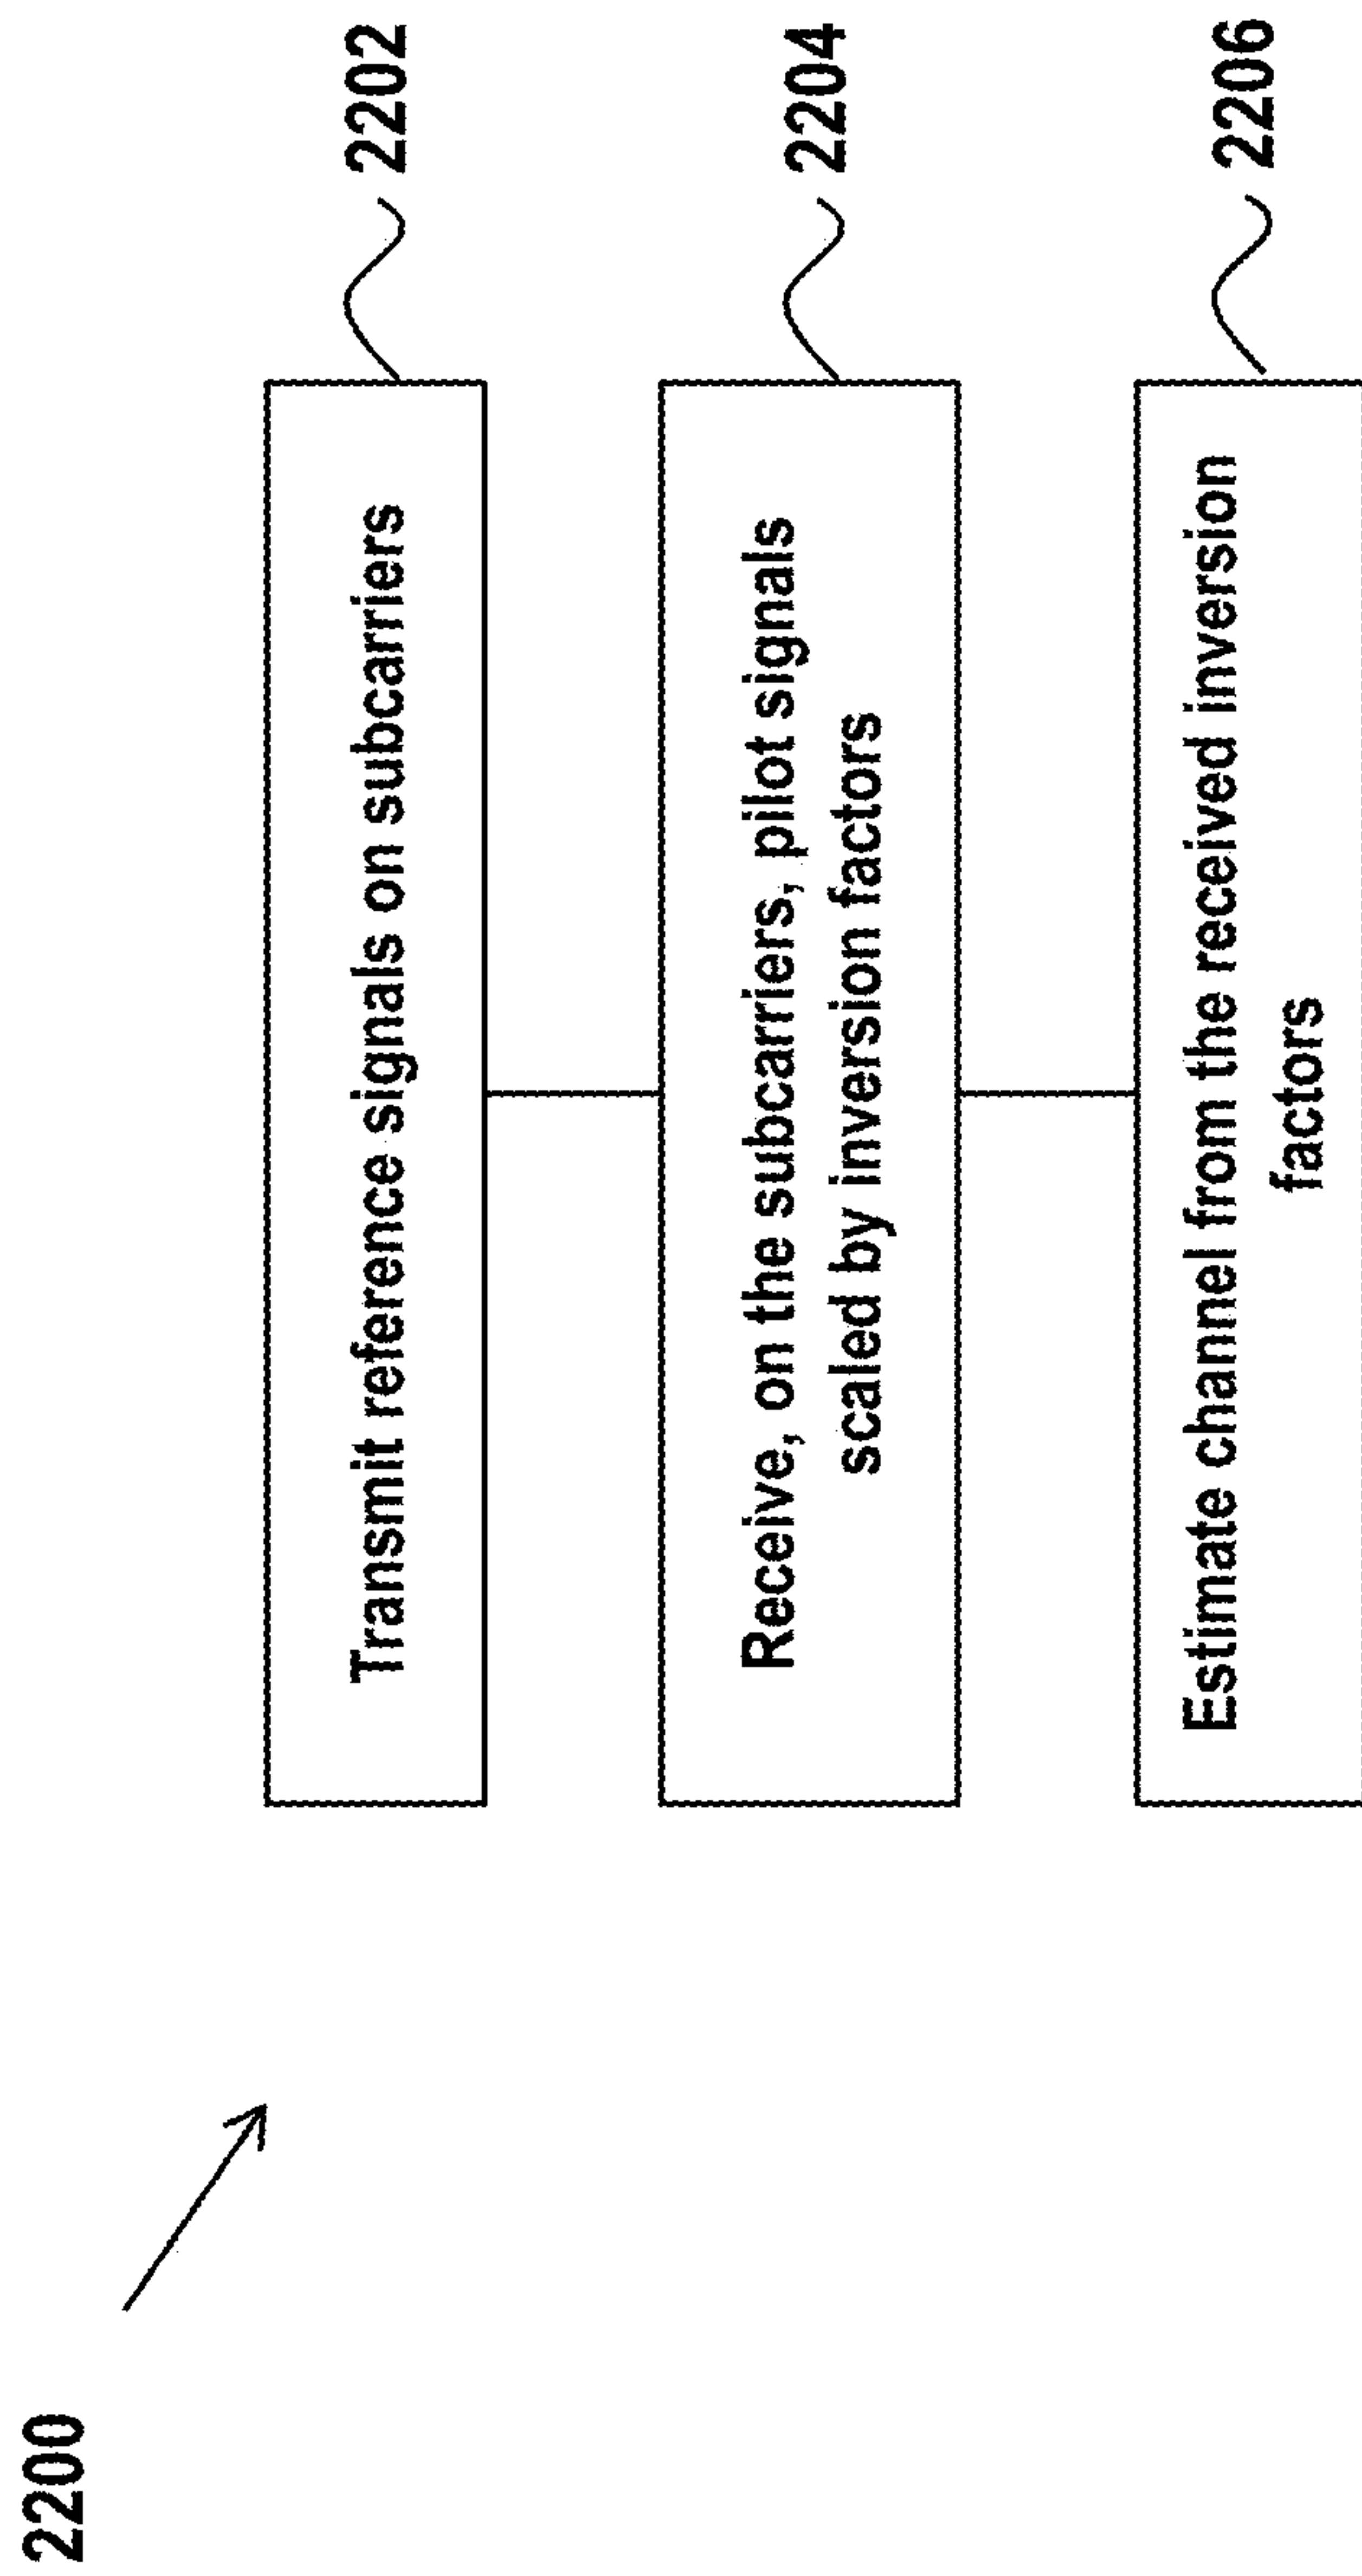 2200
Transmit reference signals on subcarriers
2202
Receive, on the subcarriers, pilot signals
scaled by inversion factors
2204
Estimate channel from the received inversion
factors
2206